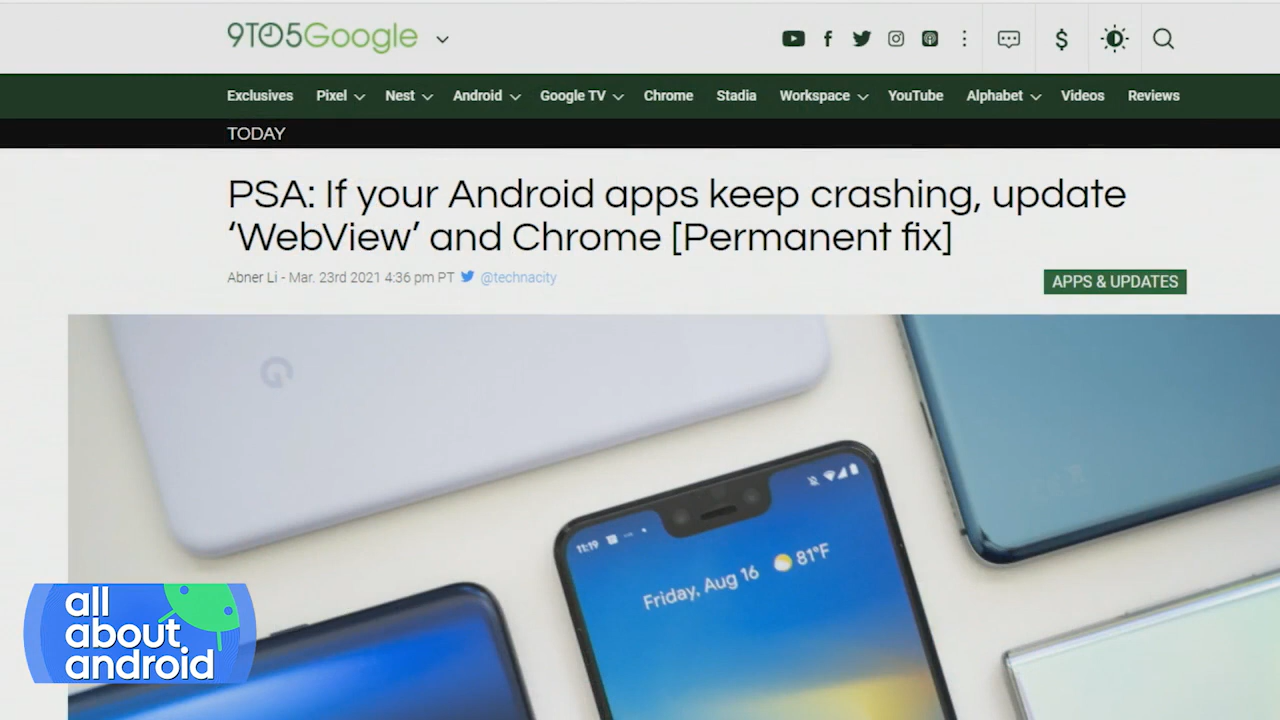 9TO5Google
Exclusives Pixel Nest Android Google TV Chrome Stadia Workspace YouTube Alphabet Videos Reviews
TODAY
PSA: If your Android apps keep crashing, update
‘WebView’ and Chrome [Permanent fix]
Abner Li - Mar. 23rd 2021 4:36 pm PT @technacity
APPS & UPDATES
11:19
Friday, Aug 16 81°F
all
about
android